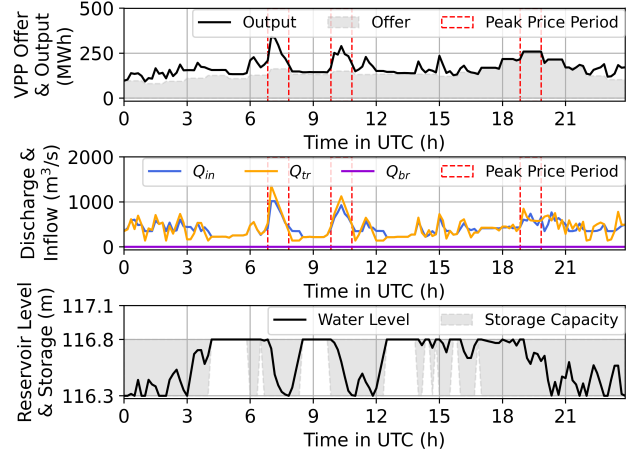 VPP Offer
& Output
(MWh)
500
250
0
Output
Offer
Peak Price Period
0 3 6 9 12 15 18 21
Time in UTC (h)
Discharge &
Inflow (m³/s)
2000
1000
0
Q_in
Q_tr
Q_br
Peak Price Period
0 3 6 9 12 15 18 21
Time in UTC (h)
Reservoir Level
& Storage (m)
117.1
116.8
116.3
Water Level
Storage Capacity
0 3 6 9 12 15 18 21
Time in UTC (h)